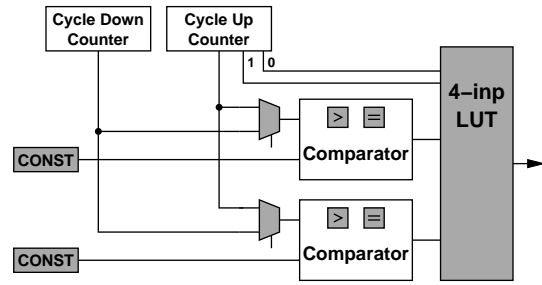 Cycle Down
Counter
Cycle Up
Counter
1 0
4–inp
LUT
> =
Comparator
CONST
> =
Comparator
CONST